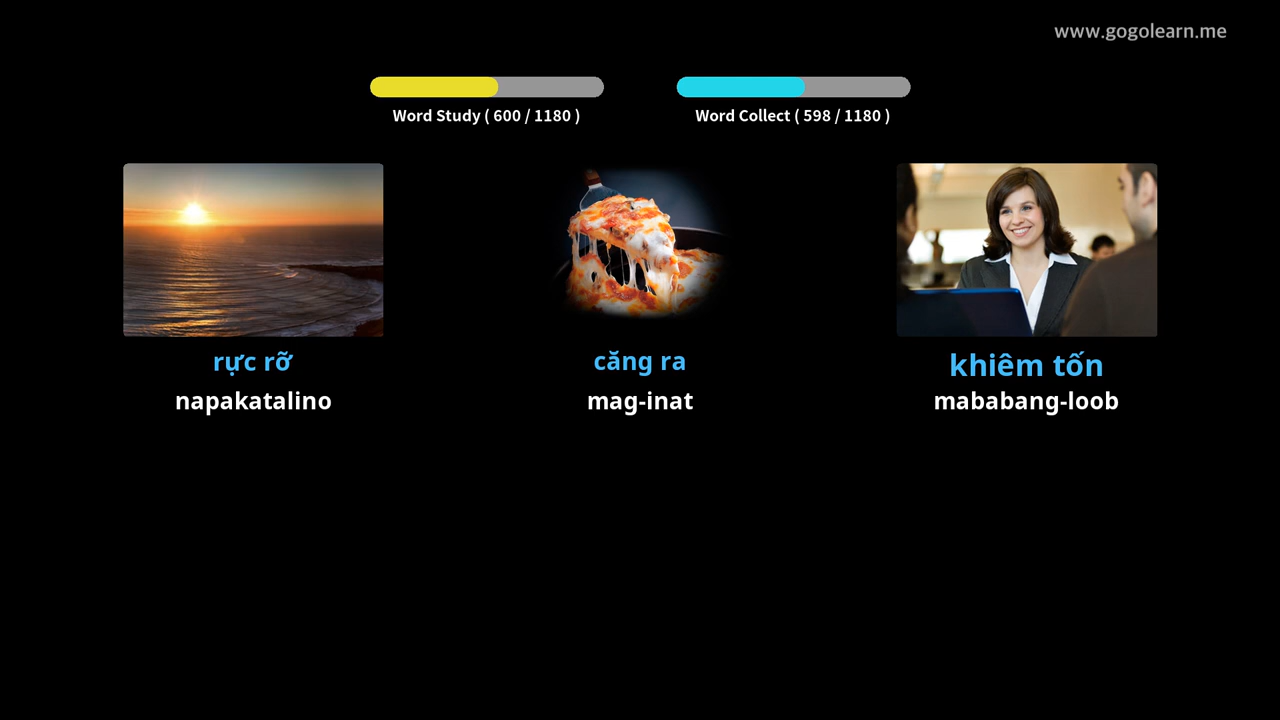 www.gogolearn.me
Word Study ( 600 / 1180 )
Word Collect ( 598 / 1180 )
rực rỡ
căng ra
khiêm tốn
napakatalino
mag-inat
mababang-loob